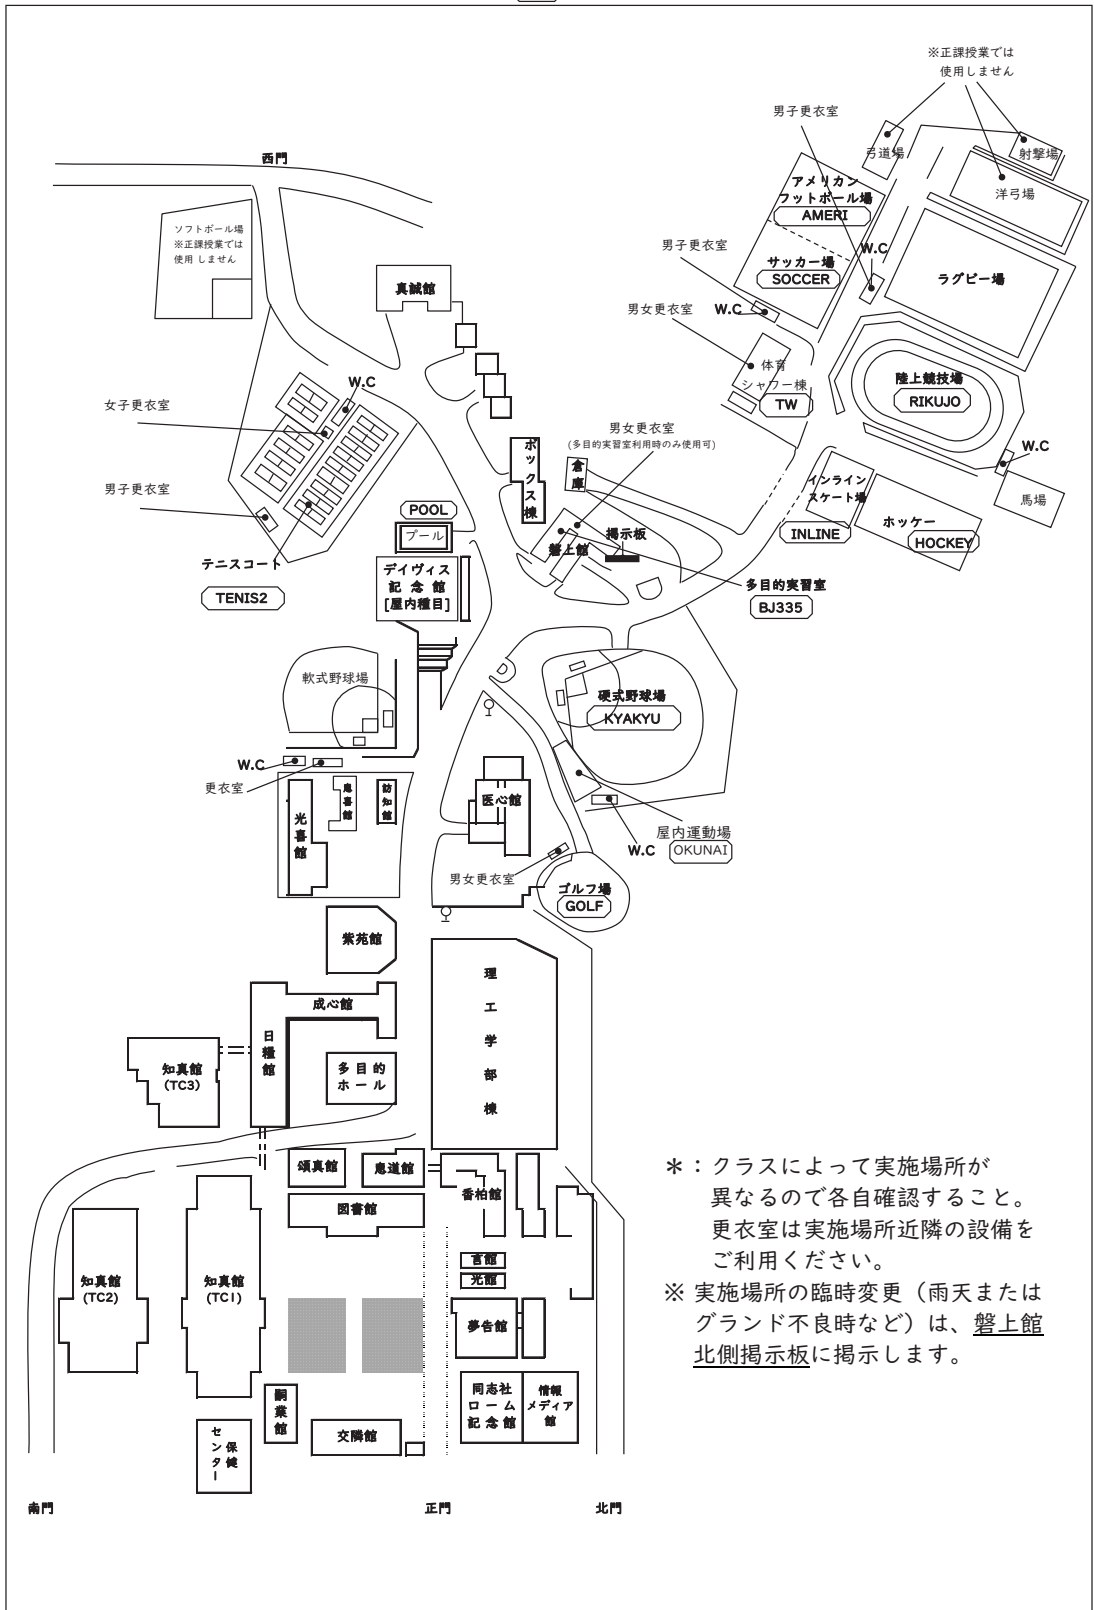 ※正課授業では
使用しません
男子更衣室
弓道場
射撃場
洋弓場
西門
アメリカン
フットボール場
AMERI
ソフトボール場
※正課授業では
使用 しません
男子更衣室
W.C
サッカー場
SOCCER
ラグビー場
真誠館
男女更衣室
W.C
体育
シャワー棟
TW
陸上競技場
RIKUJO
W.C
女子更衣室
男女更衣室
(多目的実習室利用時のみ使用可)
ボックス棟
倉庫
W.C
男子更衣室
インライン
スケート場
馬場
POOL
プール
ホッケー
HOCKEY
INLINE
掲示板
磐上館
テニスコート
TENIS2
デイヴィス
記念館
[屋内種目]
多目的実習室
BJ335
軟式野球場
硬式野球場
KYAKYU
W.C
更衣室
恵喜館
訪知館
光喜館
医心館
屋内運動場
W.C
OKUNAI
男女更衣室
ゴルフ場
GOLF
紫苑館
理工学部棟
成心館
日糧館
知真館
(TC3)
多目的
ホール
頌真館
恵道館
香柏館
図書館
言館
光館
知真館
(TC2)
知真館
(TC1)
夢告館
嗣業館
同志社
ローム
記念館
情報
メディア
館
交隣館
保健
センター
南門
正門
北門
＊：クラスによって実施場所が
異なるので各自確認すること。
更衣室は実施場所近隣の設備を
ご利用ください。
※ 実施場所の臨時変更（雨天または
グランド不良時など）は、磐上館
北側掲示板に掲示します。